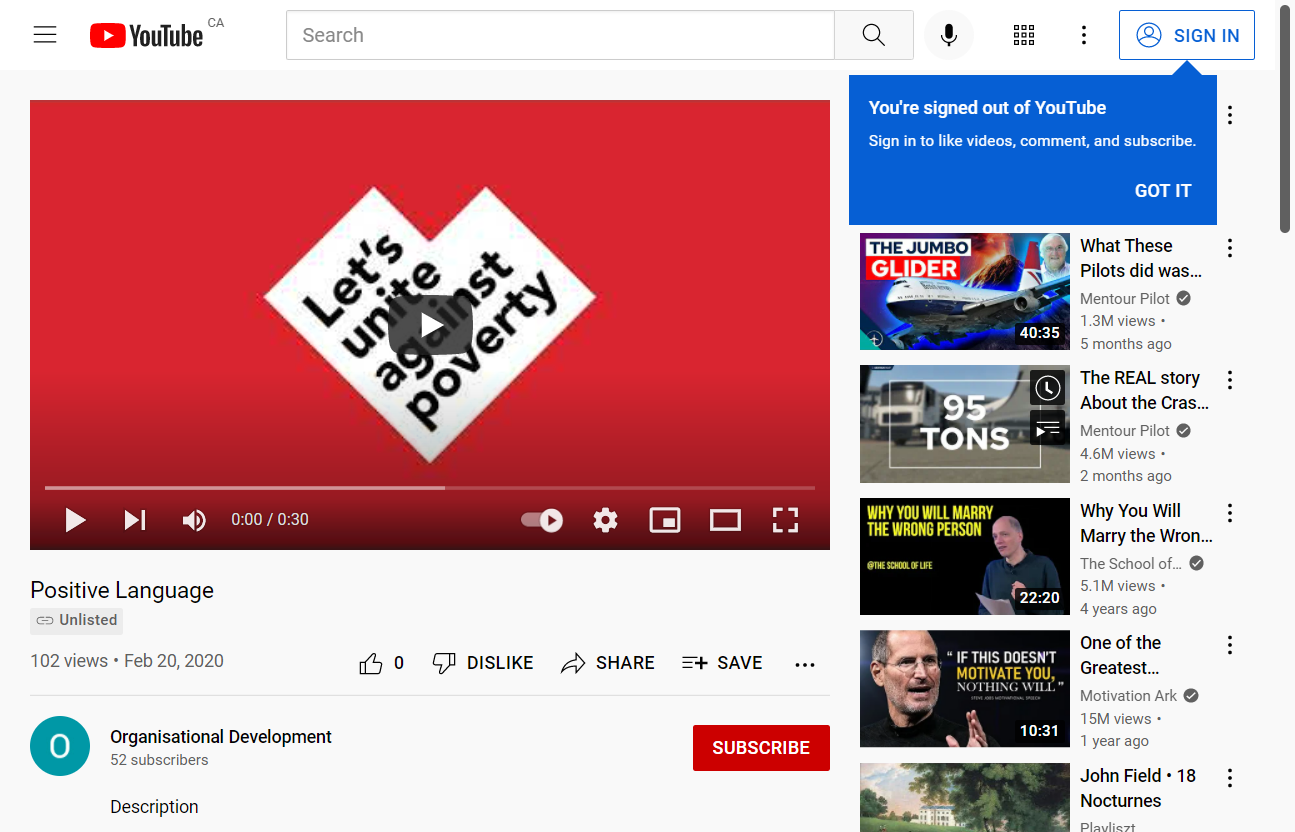 YouTube CA
Search
SIGN IN
You're signed out of YouTube
Sign in to like videos, comment, and subscribe.
GOT IT
Let's
unite
against
poverty
0:00 / 0:30
Positive Language
Unlisted
102 views • Feb 20, 2020
0
DISLIKE
SHARE
SAVE
O
Organisational Development
52 subscribers
SUBSCRIBE
Description
THE JUMBO
GLIDER
40:35
What These
Pilots did was...
Mentour Pilot
1.3M views •
5 months ago
95
TONS
The REAL story
About the Cras...
Mentour Pilot
4.6M views •
2 months ago
WHY YOU WILL MARRY
THE WRONG PERSON
@THE SCHOOL OF LIFE
22:20
Why You Will
Marry the Wron...
The School of...
5.1M views •
4 years ago
“ IF THIS DOESN'T
MOTIVATE YOU,
NOTHING WILL ”
STEVE JOBS MOTIVATIONAL SPEECH
10:31
One of the
Greatest...
Motivation Ark
15M views •
1 year ago
John Field • 18
Nocturnes
Playliszt